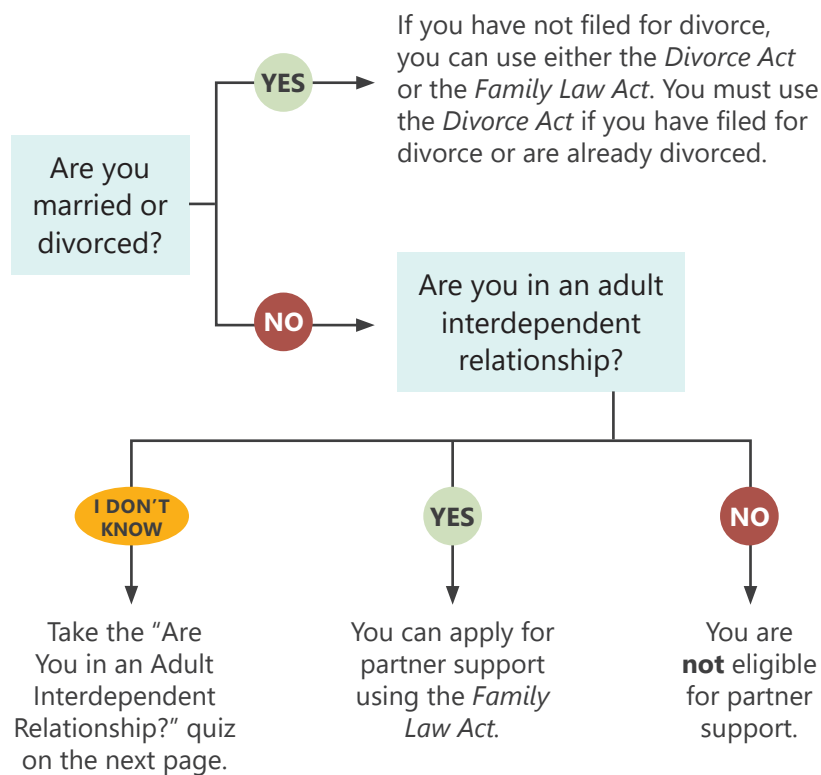 If you have not filed for divorce,
you can use either the Divorce Act
or the Family Law Act. You must use
the Divorce Act if you have filed for
divorce or are already divorced.
YES
Are you
married or
divorced?
NO
Are you in an adult
interdependent
relationship?
I DON'T
KNOW
YES
NO
Take the “Are
You in an Adult
Interdependent
Relationship?” quiz
on the next page.
You can apply for
partner support
using the Family
Law Act.
You are
not eligible
for partner
support.